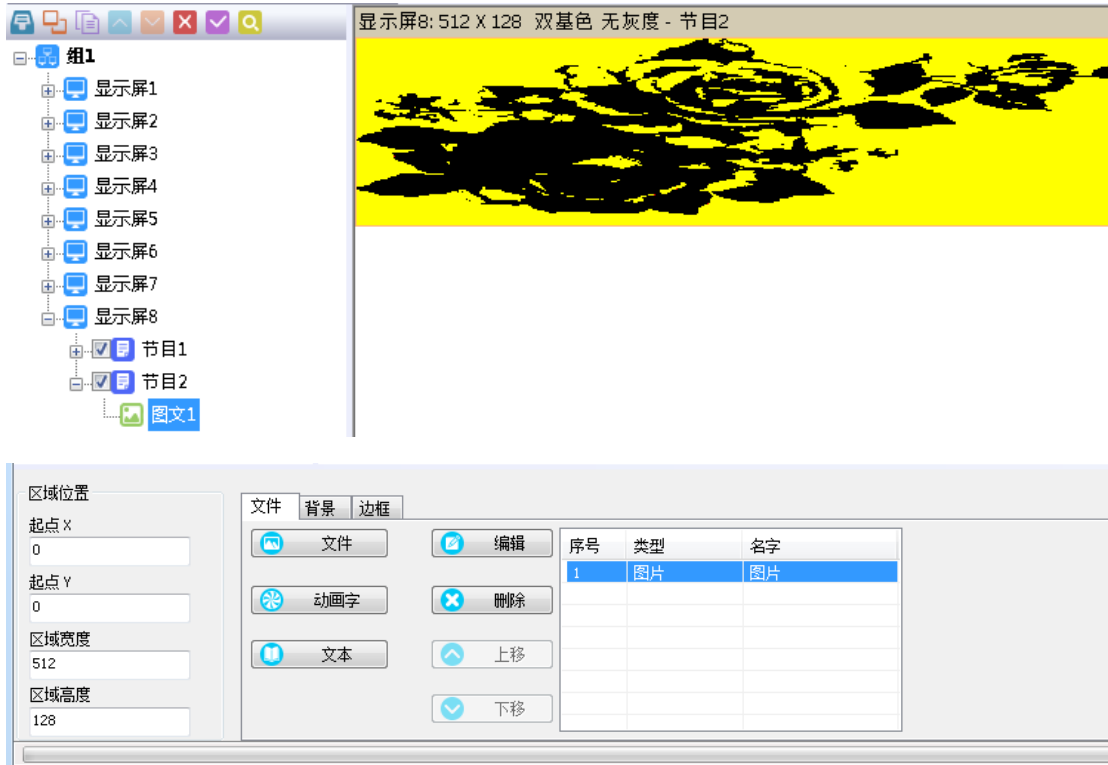 显示屏8: 512 X 128 双基色 无灰度 - 节目2
组1
显示屏1
显示屏2
显示屏3
显示屏4
显示屏5
显示屏6
显示屏7
显示屏8
节目1
节目2
图文1
区域位置
起点 X
0
起点 Y
0
区域宽度
512
区域高度
128
文件 背景 边框
文件 编辑
动画字 删除
文本 上移
下移
序号 类型 名字
1 图片 图片